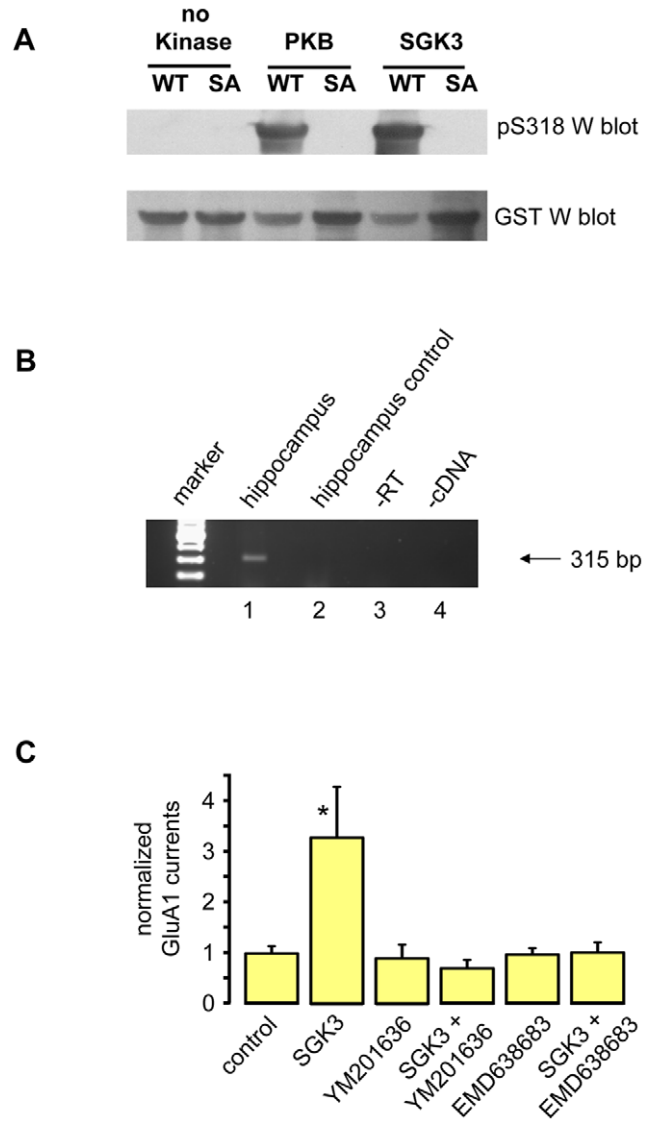 A
no
Kinase PKB SGK3
WT SA WT SA WT SA
pS318 W blot
GST W blot
B
marker hippocampus hippocampus control -RT -cDNA
315 bp
1 2 3 4
C
normalized
GluA1 currents
4
3
2
1
0
control
SGK3
YM201636
SGK3 +
YM201636
EMD638683
SGK3 +
EMD638683
*